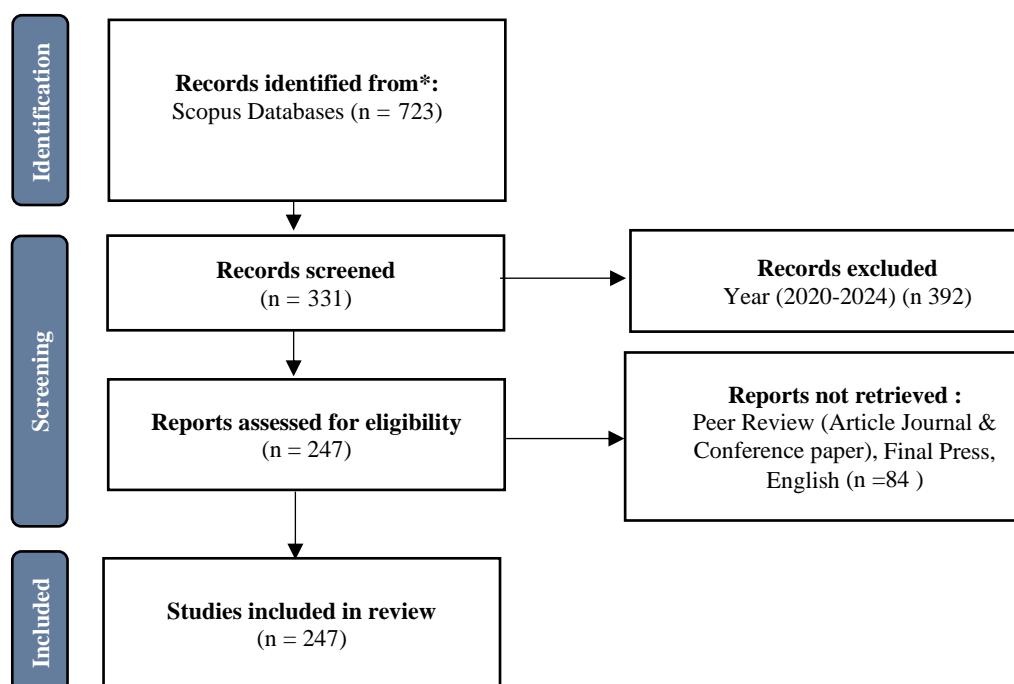 Identification
Records identified from*:
Scopus Databases (n = 723)
Screening
Records screened
(n = 331)
Records excluded
Year (2020-2024) (n 392)
Reports assessed for eligibility
(n = 247)
Reports not retrieved :
Peer Review (Article Journal &
Conference paper), Final Press,
English (n =84 )
Included
Studies included in review
(n = 247)